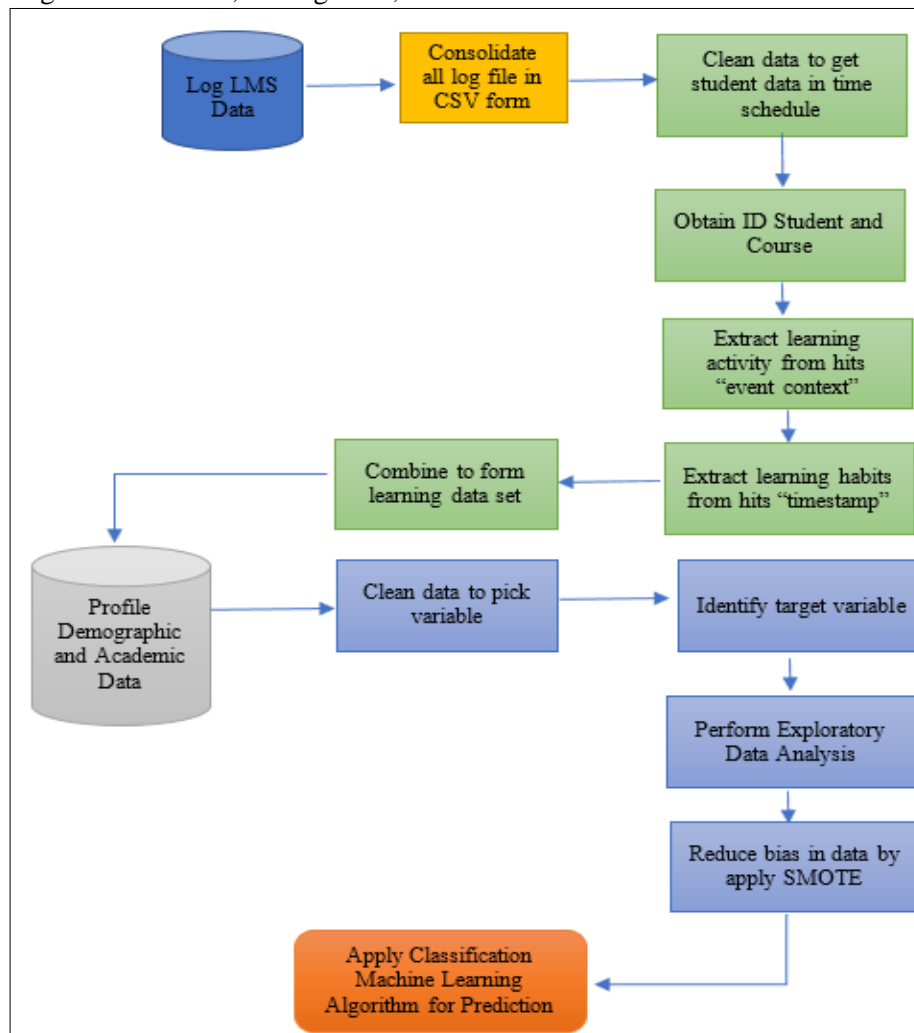 Log LMS
Data
Consolidate
all log file in
CSV form
Clean data to get
student data in time
schedule
Obtain ID Student and
Course
Extract learning
activity from hits
“event context”
Extract learning habits
from hits “timestamp”
Combine to form
learning data set
Profile
Demographic
and Academic
Data
Clean data to pick
variable
Identify target variable
Perform Exploratory
Data Analysis
Reduce bias in data by
apply SMOTE
Apply Classification
Machine Learning
Algorithm for Prediction